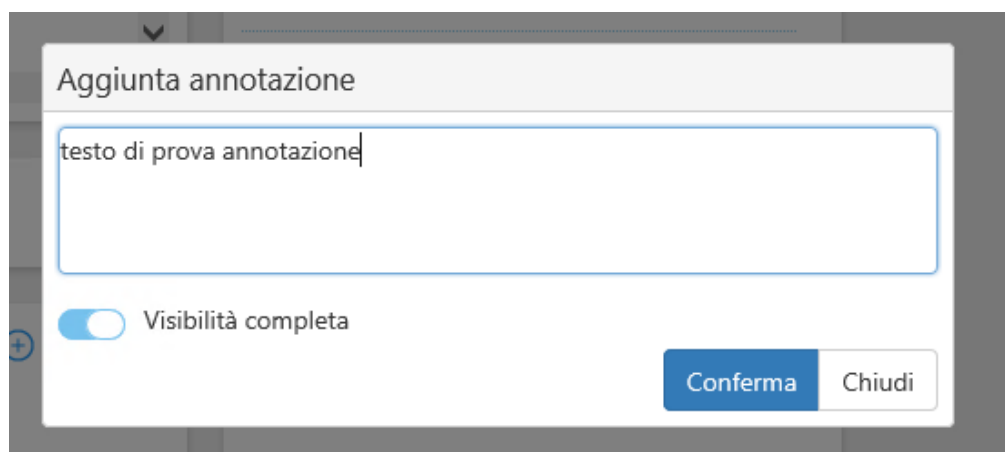 Aggiunta annotazione
testo di prova annotazione
Visibilità completa
Conferma Chiudi